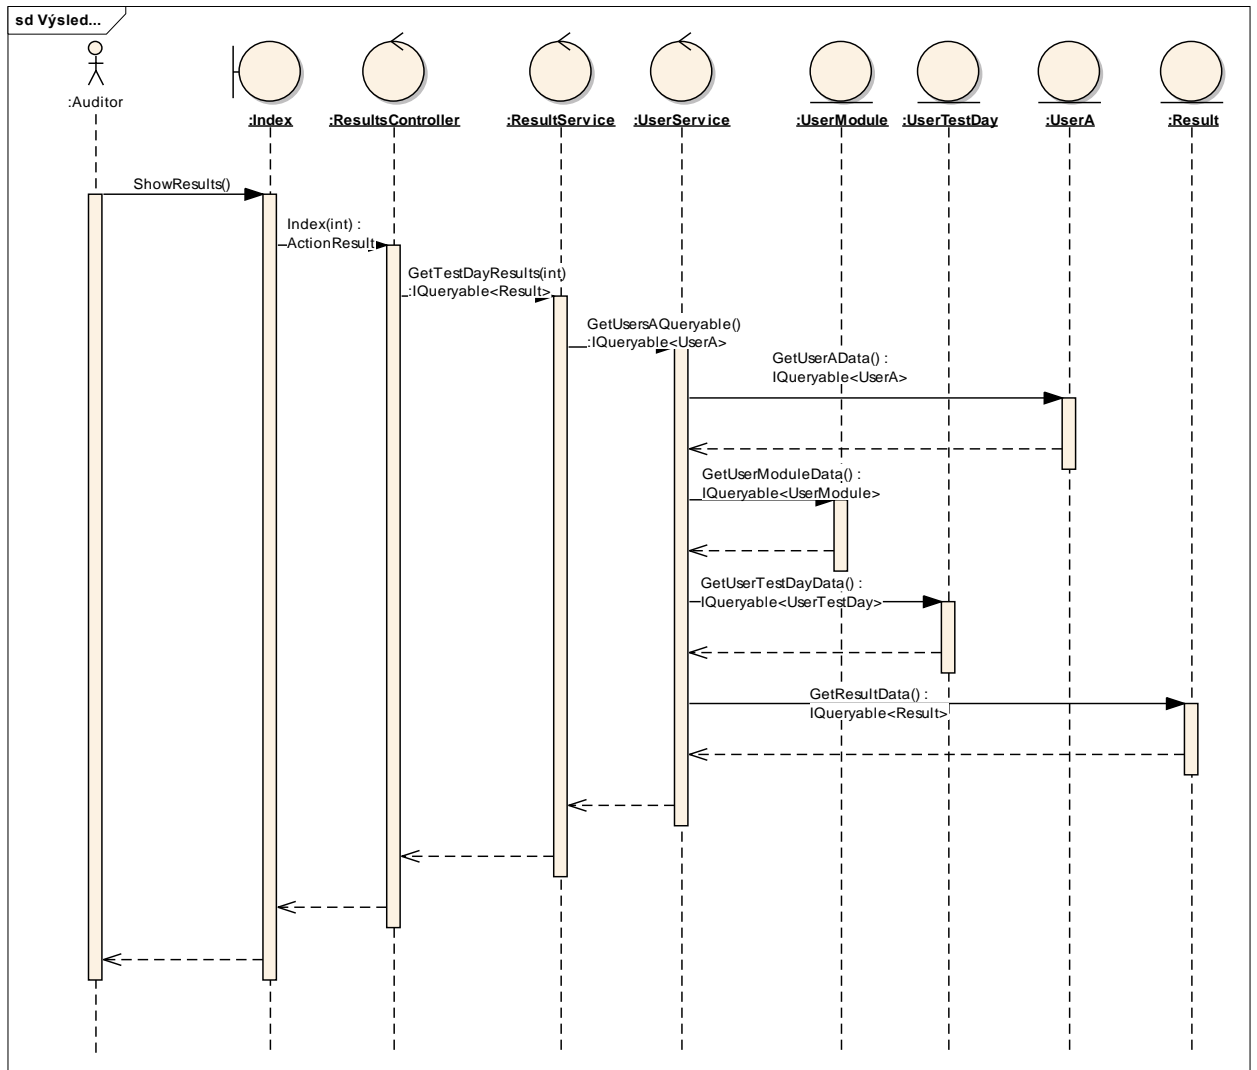 sd Výsled...
:Auditor
:Index
:ResultsController
:ResultService
:UserService
:UserModule
:UserTestDay
:UserA
:Result
ShowResults()
Index(int) :
ActionResult
GetTestDayResults(int)
:IQueryable<Result>
GetUsersAQueryable()
:IQueryable<UserA>
GetUserAData() :
IQueryable<UserA>
GetUserModuleData() :
IQueryable<UserModule>
GetUserTestDayData() :
IQueryable<UserTestDay>
GetResultData() :
IQueryable<Result>